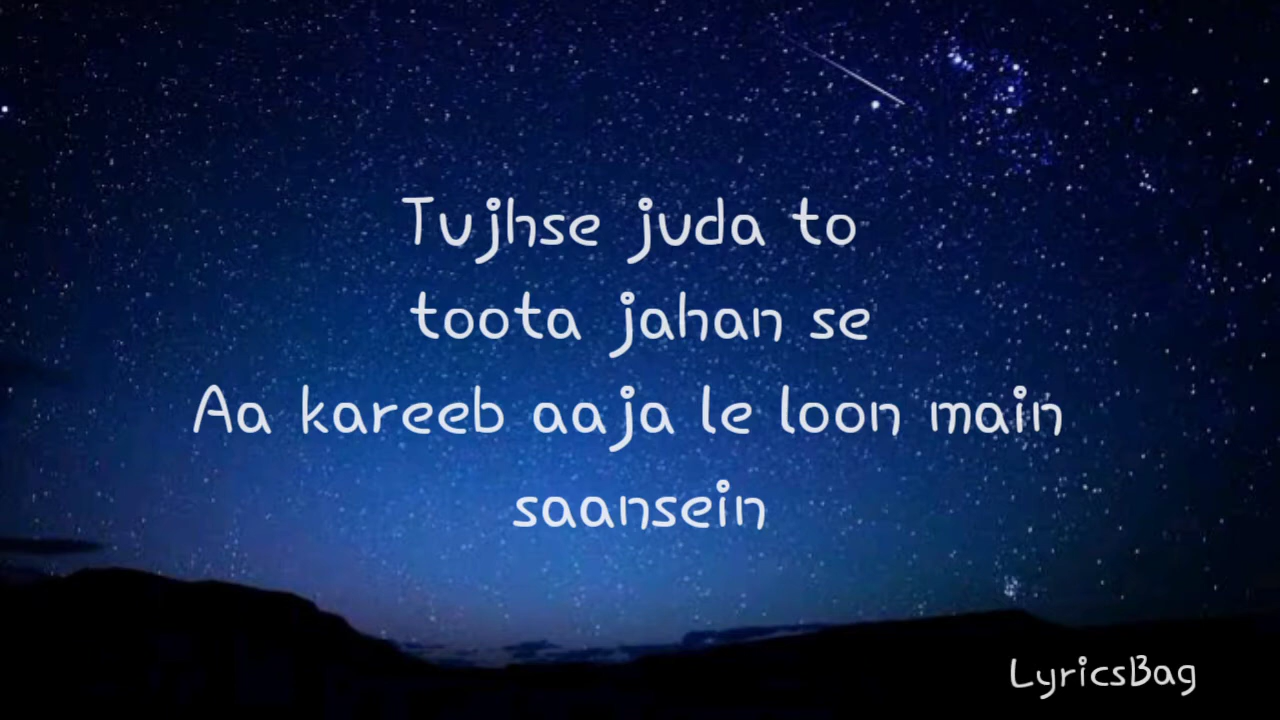 Tujhse juda to
toota jahan se
Aa kareeb aaja le loon main
saansein
LyricsBag